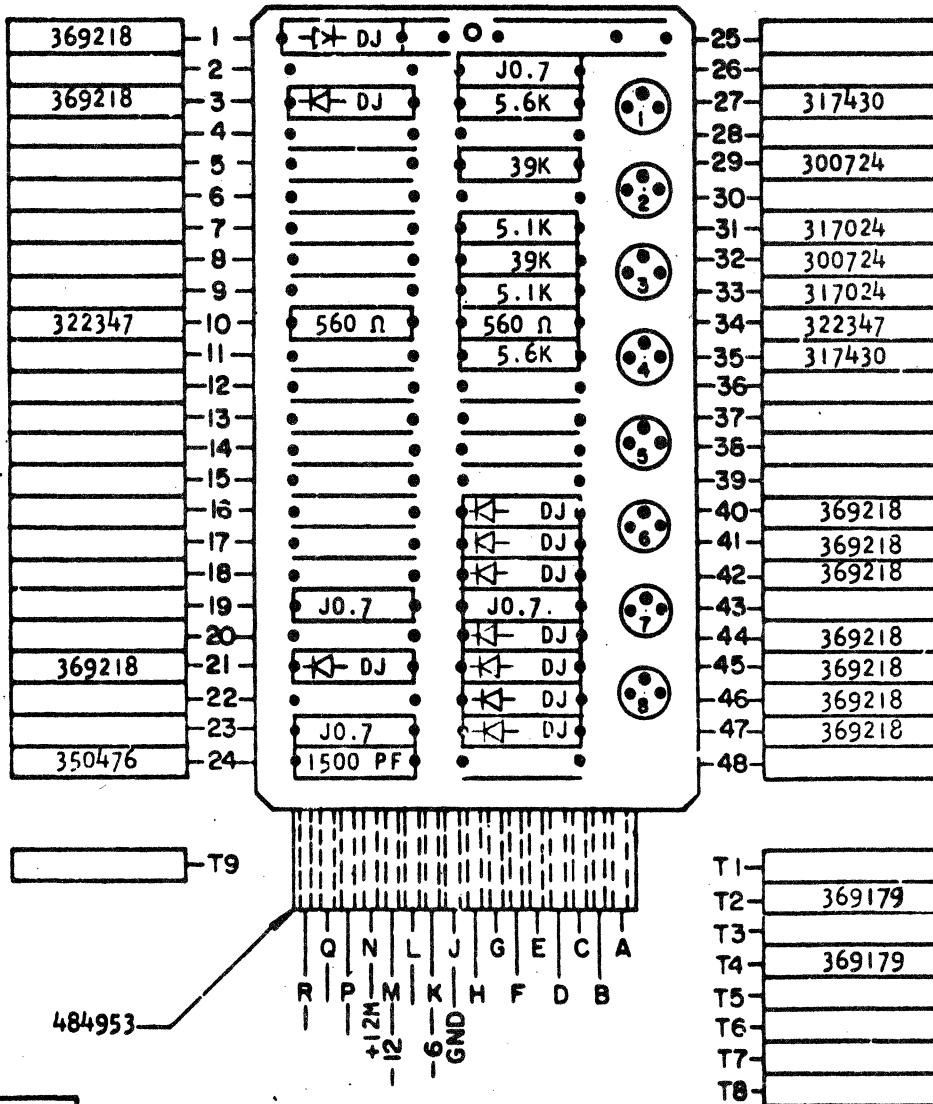 369218 1 DJ 25
2 J0.7 26
369218 3 DJ 5.6K 1 27 317430
4 28
5 39K 29 300724
6 2 30
7 5.1K 31 317024
8 39K 3 32 300724
9 5.1K 33 317024
322347 10 560 Ω 560 Ω 34 322347
11 5.6K 4 35 317430
12 36
13 37
14 5 38
15 39
16 DJ 40 369218
17 DJ 6 41 369218
18 DJ 42 369218
19 J0.7 J0.7. 7 43
20 DJ 44 369218
369218 21 DJ DJ 45 369218
22 DJ 8 46 369218
23 J0.7 DJ 47 369218
350476 24 1500 PF 48
T9 T1
T2 369179
T3
T4 369179
T5
T6
T7
T8
Q N L J G E C A
R P M K H F D B
+12M -12 -6 GND
484953